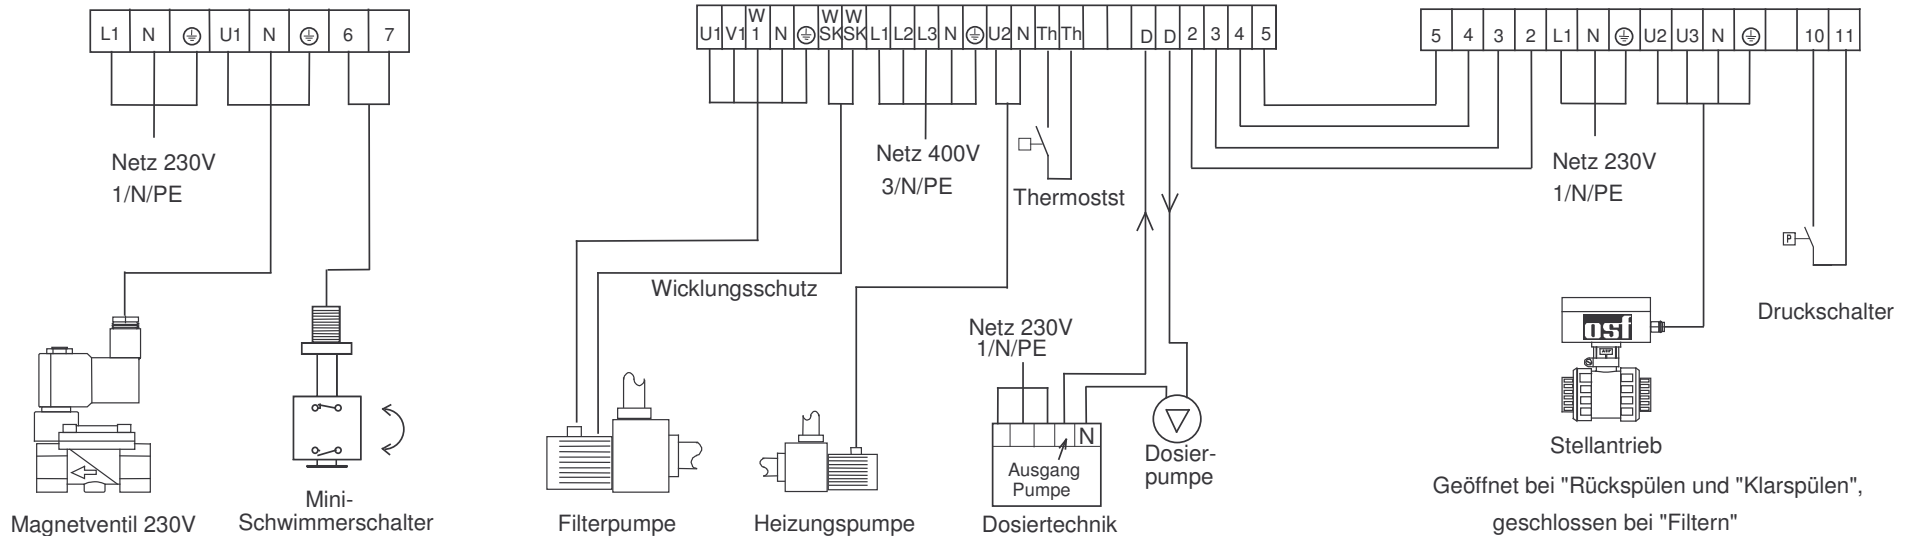 L1 N U1 N 6 7
Netz 230V
1/N/PE
Magnetventil 230V
Mini-
Schwimmerschalter
U1 V1 W1 N WSK WSK L1 L2 L3 N U2 N Th Th D D 2 3 4 5
Netz 400V
3/N/PE
Thermostst
Wicklungsschutz
Netz 230V
1/N/PE
N
Ausgang
Pumpe
Dosier-
pumpe
Filterpumpe
Heizungspumpe
Dosiertechnik
5 4 3 2 L1 N U2 U3 N 10 11
Netz 230V
1/N/PE
P
Druckschalter
osf
Stellantrieb
Geöffnet bei "Rückspülen und "Klarspülen",
geschlossen bei "Filtern"